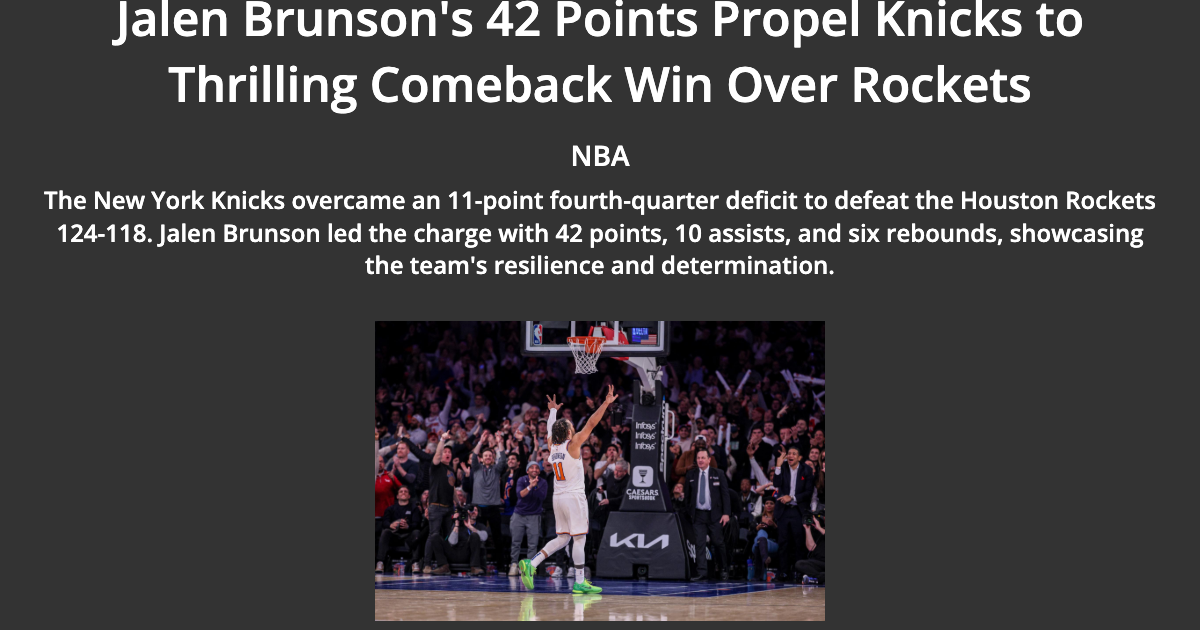 Jalen Brunson's 42 Points Propel Knicks to
Thrilling Comeback Win Over Rockets
NBA
The New York Knicks overcame an 11-point fourth-quarter deficit to defeat the Houston Rockets
124-118. Jalen Brunson led the charge with 42 points, 10 assists, and six rebounds, showcasing
the team's resilience and determination.
Infosys
Infosys
Infosys
Spectrum
BRUNSON
11
CAESARS
SPORTSBOOK
KIA